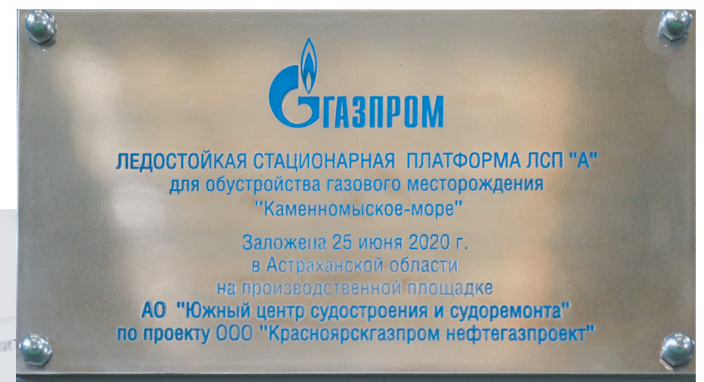 ГАЗПРОМ
ЛЕДОСТОЙКАЯ СТАЦИОНАРНАЯ ПЛАТФОРМА ЛСП "А"
для обустройства газового месторождения
"Каменномыское-море"
Заложена 25 июня 2020 г.
в Астраханской области
на производственной площадке
АО "Южный центр судостроения и судоремонта"
по проекту ООО "Красноярскгазпром нефтегазпроект"